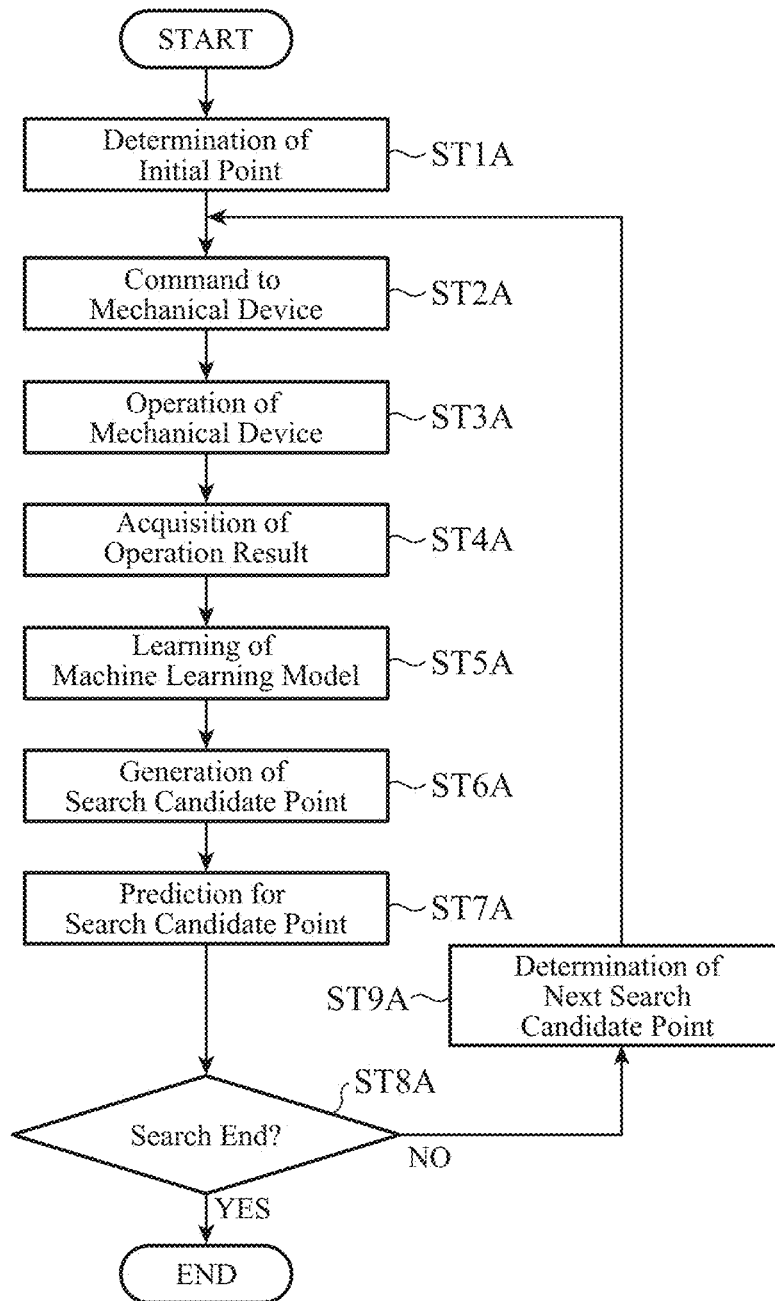 START
Determination of
Initial Point
ST1A
Command to
Mechanical Device
ST2A
Operation of
Mechanical Device
ST3A
Acquisition of
Operation Result
ST4A
Learning of
Machine Learning Model
ST5A
Generation of
Search Candidate Point
ST6A
Prediction for
Search Candidate Point
ST7A
Determination of
Next Search
Candidate Point
ST9A
ST8A
Search End?
NO
YES
END